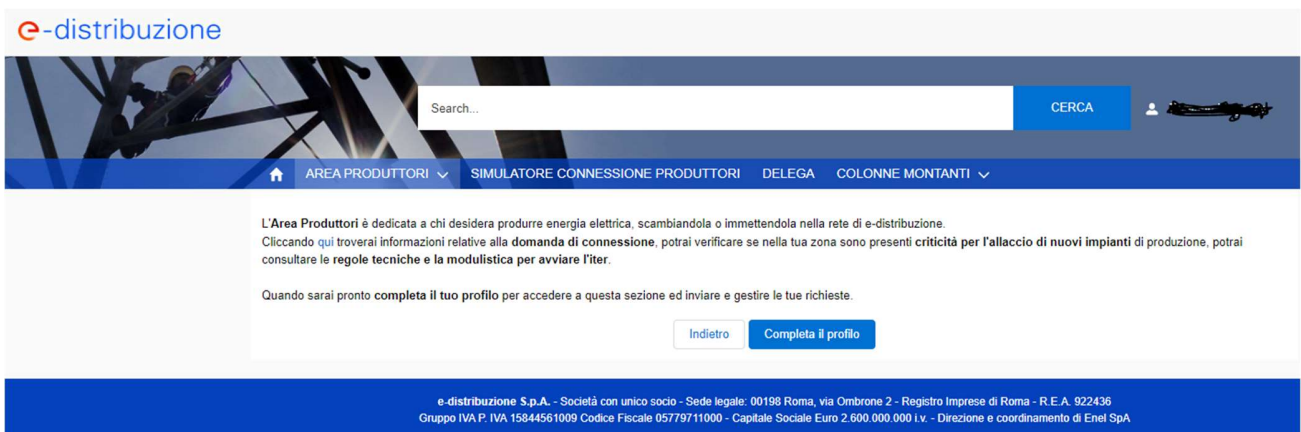 e-distribuzione
Search...
CERCA
AREA PRODUTTORI
SIMULATORE CONNESSIONE PRODUTTORI
DELEGA
COLONNE MONTANTI
L'Area Produttori è dedicata a chi desidera produrre energia elettrica, scambiandola o immettendola nella rete di e-distribuzione.
Cliccando qui troverai informazioni relative alla domanda di connessione, potrai verificare se nella tua zona sono presenti criticità per l'allaccio di nuovi impianti di produzione, potrai
consultare le regole tecniche e la modulistica per avviare l'iter.
Quando sarai pronto completa il tuo profilo per accedere a questa sezione ed inviare e gestire le tue richieste.
Indietro
Completa il profilo
e-distribuzione S.p.A. - Società con unico socio - Sede legale: 00198 Roma, via Ombrone 2 - Registro Imprese di Roma - R.E.A. 922436
Gruppo IVA P. IVA 15844561009 Codice Fiscale 05779711000 - Capitale Sociale Euro 2.600.000.000 i.v. - Direzione e coordinamento di Enel SpA